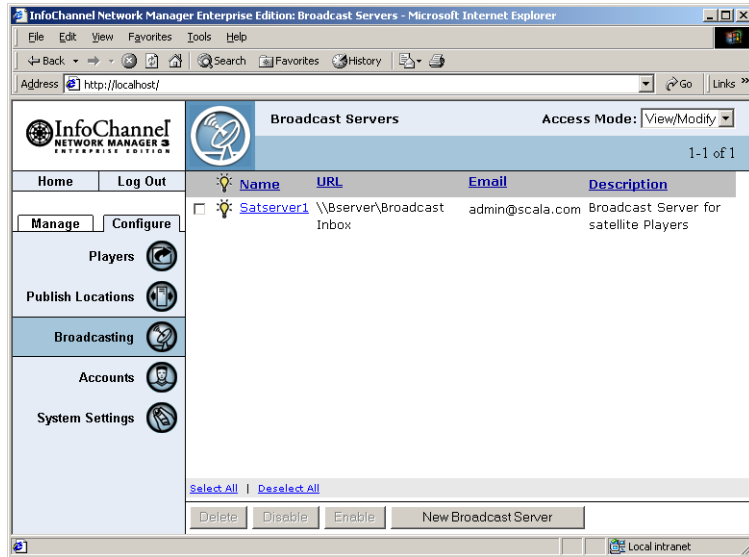 InfoChannel Network Manager Enterprise Edition: Broadcast Servers - Microsoft Internet Explorer
File Edit View Favorites Tools Help
Back Search Favorites History
Address http://localhost/ Go Links »
InfoChannel
NETWORK MANAGER 3
ENTERPRISE EDITION
Broadcast Servers Access Mode: View/Modify
1-1 of 1
Home Log Out
Name URL Email Description
Satserver1 \\Bserver\Broadcast admin@scala.com Broadcast Server for
Inbox satellite Players
Manage Configure
Players
Publish Locations
Broadcasting
Accounts
System Settings
Select All | Deselect All
Delete Disable Enable New Broadcast Server
Local intranet